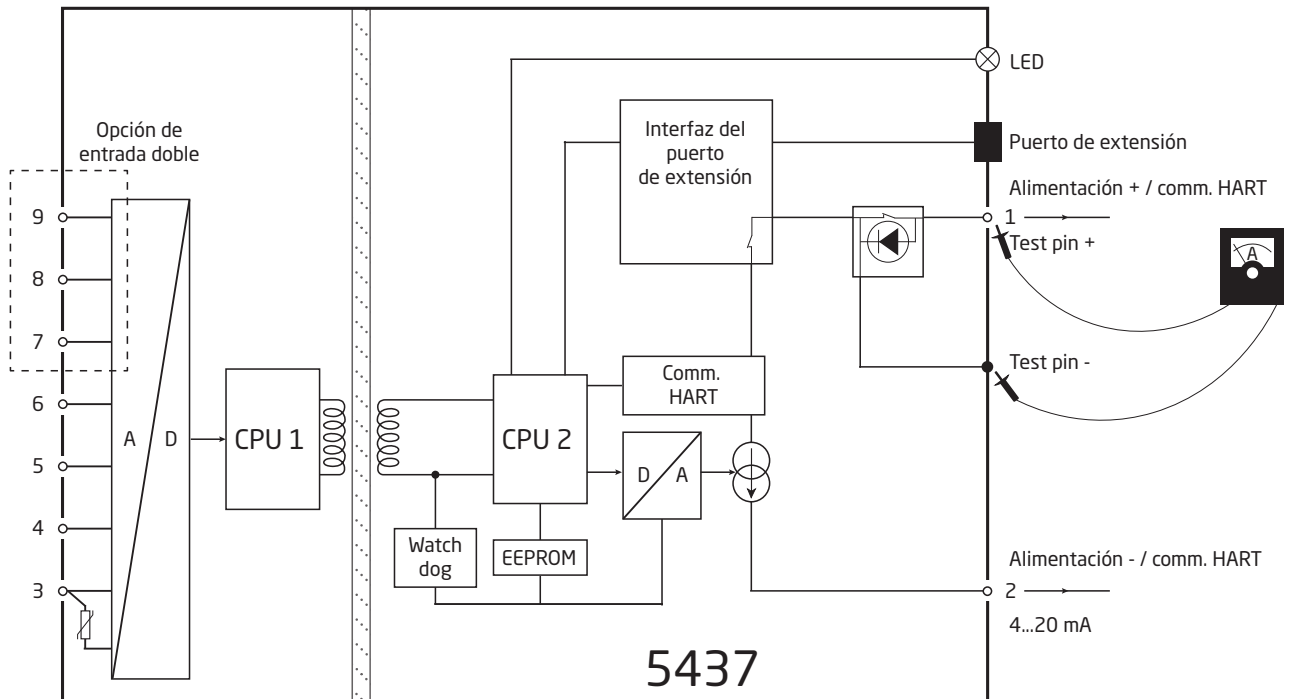 LED
Opción de
entrada doble
Interfaz del
puerto
de extensión
Puerto de extensión
Alimentación + / comm. HART
9
1
Test pin +
A
8
7
Test pin -
Comm.
HART
6
A
D
CPU 1
CPU 2
5
D
A
4
Watch
dog
EEPROM
Alimentación - / comm. HART
3
2
4...20 mA
5437